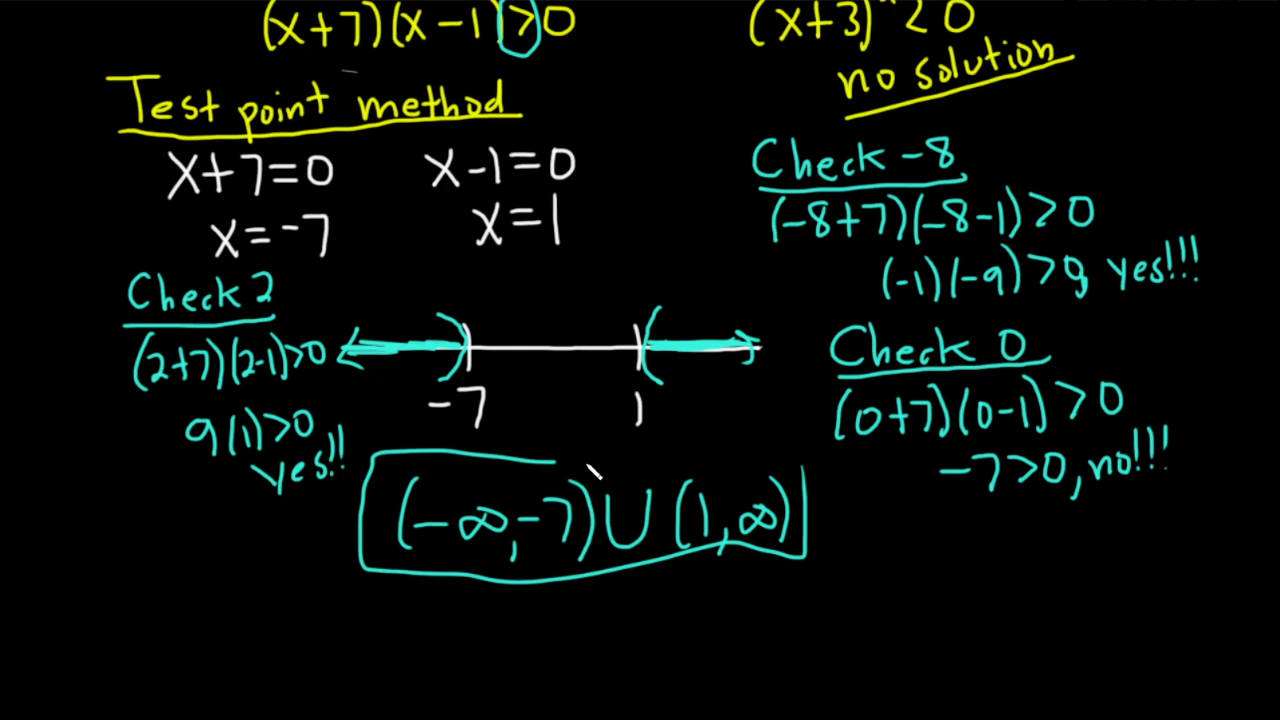 (x+7)(x-1)>0
(x+3)² < 0
no solution
Test point method
x+7=0 x-1=0
x=-7 x=1
Check -8
(-8+7)(-8-1)>0
(-1)(-9)>0, yes!!!
Check 2
(2+7)(2-1)>0
9(1)>0
yes!!
-7 1
Check 0
(0+7)(0-1)>0
-7>0, no!!!
(-∞,-7)∪(1,∞)